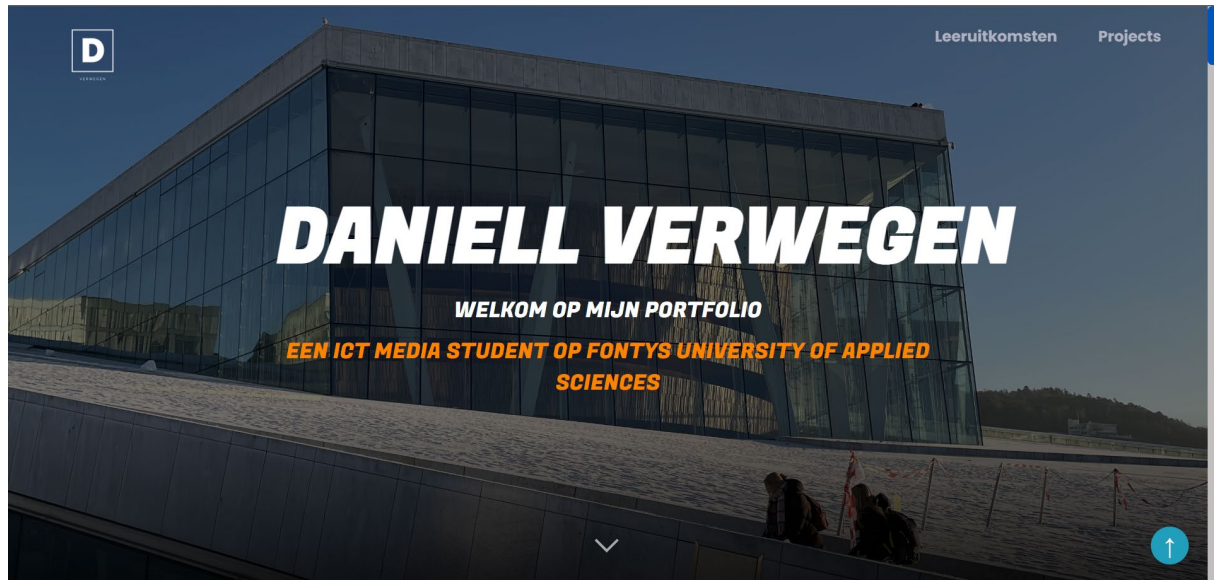 D
VERWEGEN
Leeruitkomsten
Projects
DANIELL VERWEGEN
WELKOM OP MIJN PORTFOLIO
EEN ICT MEDIA STUDENT OP FONTYS UNIVERSITY OF APPLIED
SCIENCES